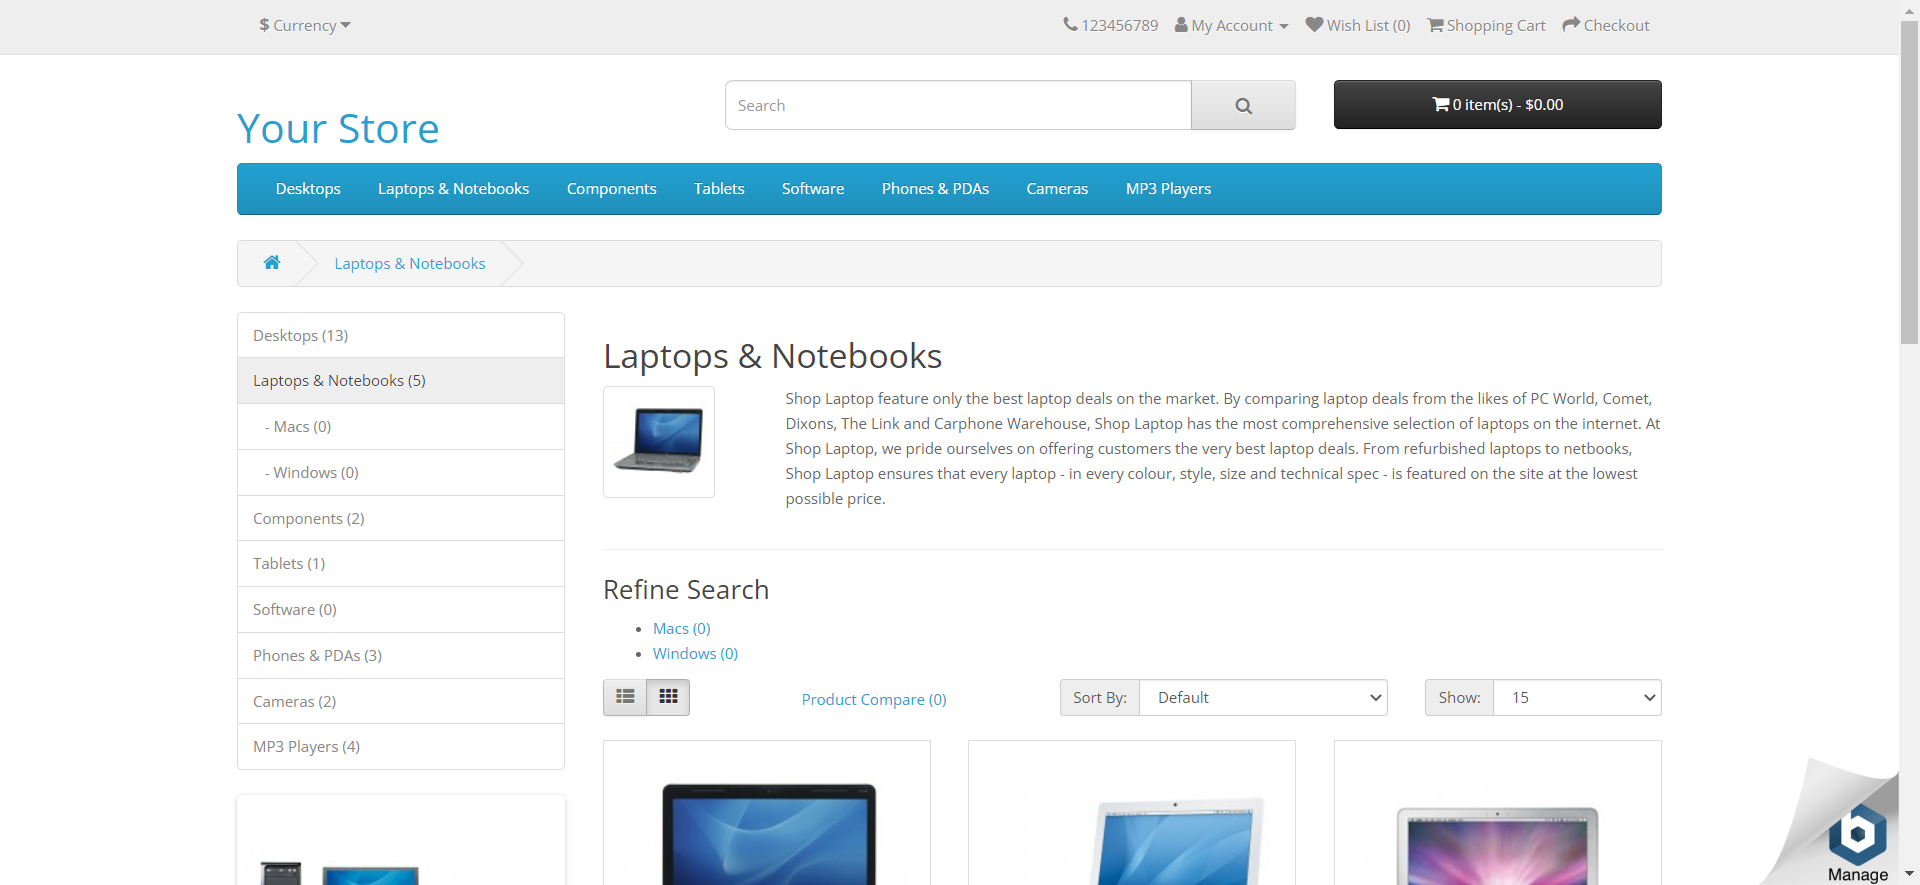 $ Currency
123456789 My Account Wish List (0) Shopping Cart Checkout
Your Store
Search
0 item(s) - $0.00
Desktops Laptops & Notebooks Components Tablets Software Phones & PDAs Cameras MP3 Players
Laptops & Notebooks
Desktops (13)
Laptops & Notebooks (5)
- Macs (0)
- Windows (0)
Components (2)
Tablets (1)
Software (0)
Phones & PDAs (3)
Cameras (2)
MP3 Players (4)
Laptops & Notebooks
Shop Laptop feature only the best laptop deals on the market. By comparing laptop deals from the likes of PC World, Comet,
Dixons, The Link and Carphone Warehouse, Shop Laptop has the most comprehensive selection of laptops on the internet. At
Shop Laptop, we pride ourselves on offering customers the very best laptop deals. From refurbished laptops to netbooks,
Shop Laptop ensures that every laptop - in every colour, style, size and technical spec - is featured on the site at the lowest
possible price.
Refine Search
Macs (0)
Windows (0)
Product Compare (0)
Sort By: Default
Show: 15
b
Manage